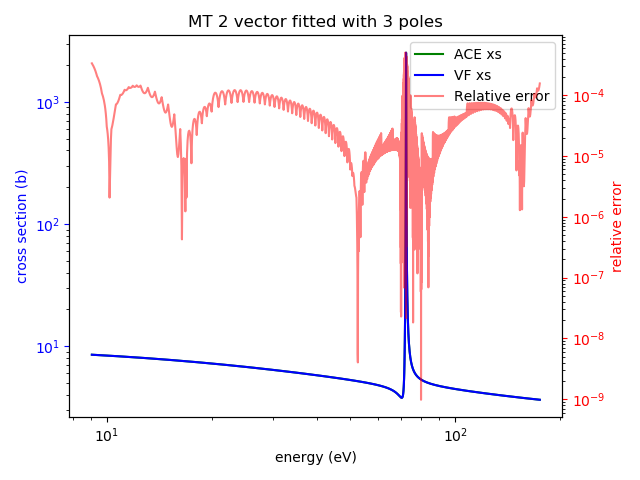 MT 2 vector fitted with 3 poles
ACE xs
VF xs
Relative error
10³
10²
10¹
cross section (b)
10⁻⁴
10⁻⁵
10⁻⁶
10⁻⁷
10⁻⁸
10⁻⁹
relative error
10¹
10²
energy (eV)